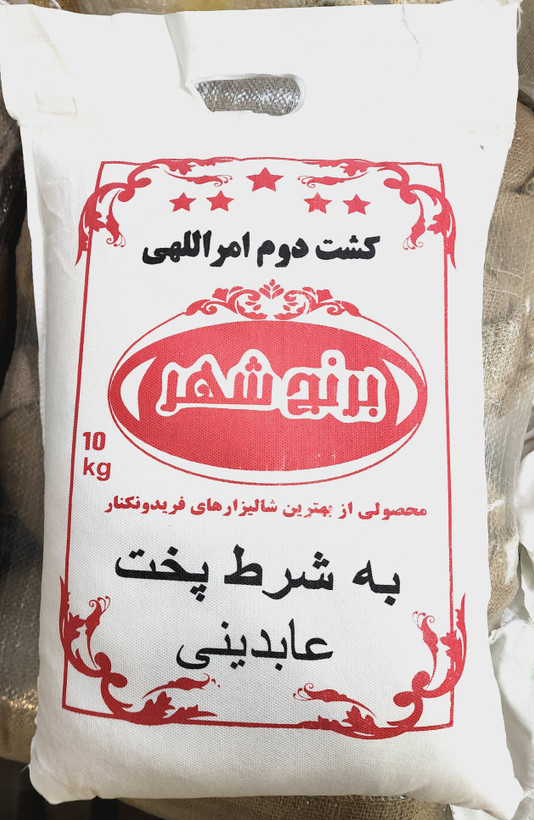 کشت دوم امراللهی
برنج شهر
10
kg
محصولی از بهترین شالیزارهای فریدونکنار
به شرط پخت
عابدینی